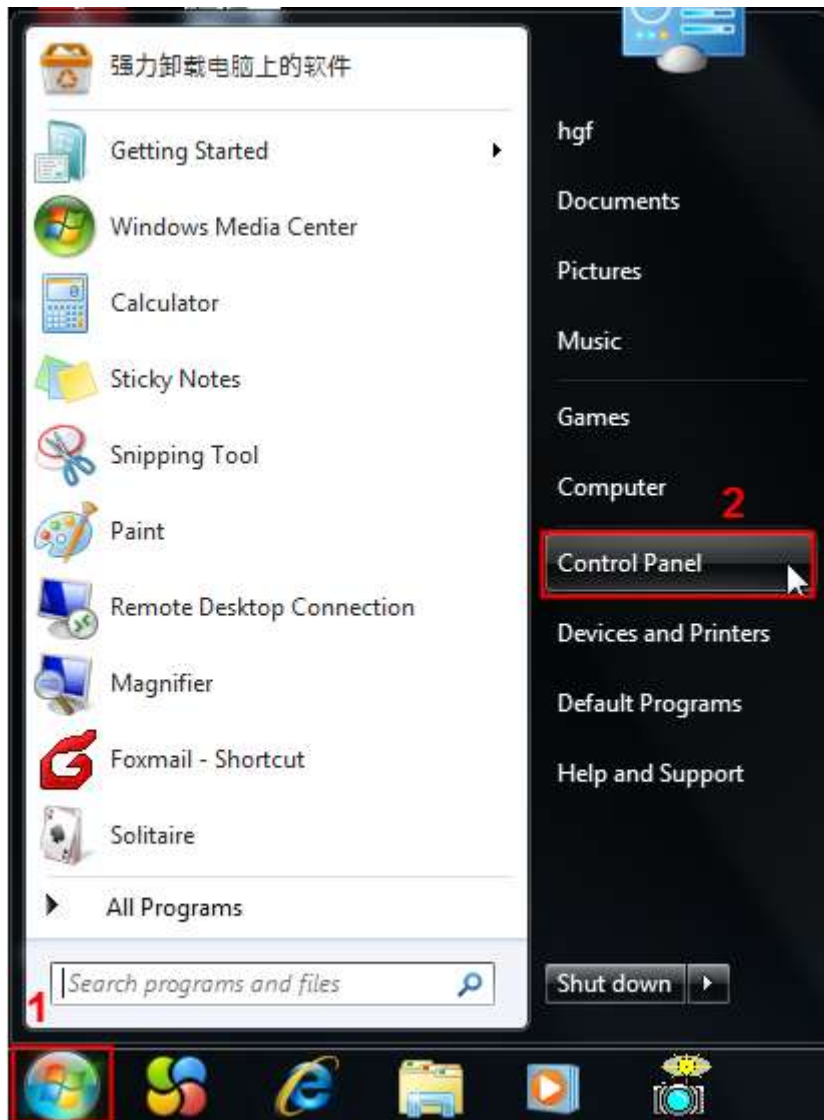 强力卸载电脑上的软件
Getting Started
Windows Media Center
Calculator
Sticky Notes
Snipping Tool
Paint
Remote Desktop Connection
Magnifier
Foxmail - Shortcut
Solitaire
All Programs
Search programs and files
1
hgf
Documents
Pictures
Music
Games
Computer
2
Control Panel
Devices and Printers
Default Programs
Help and Support
Shut down